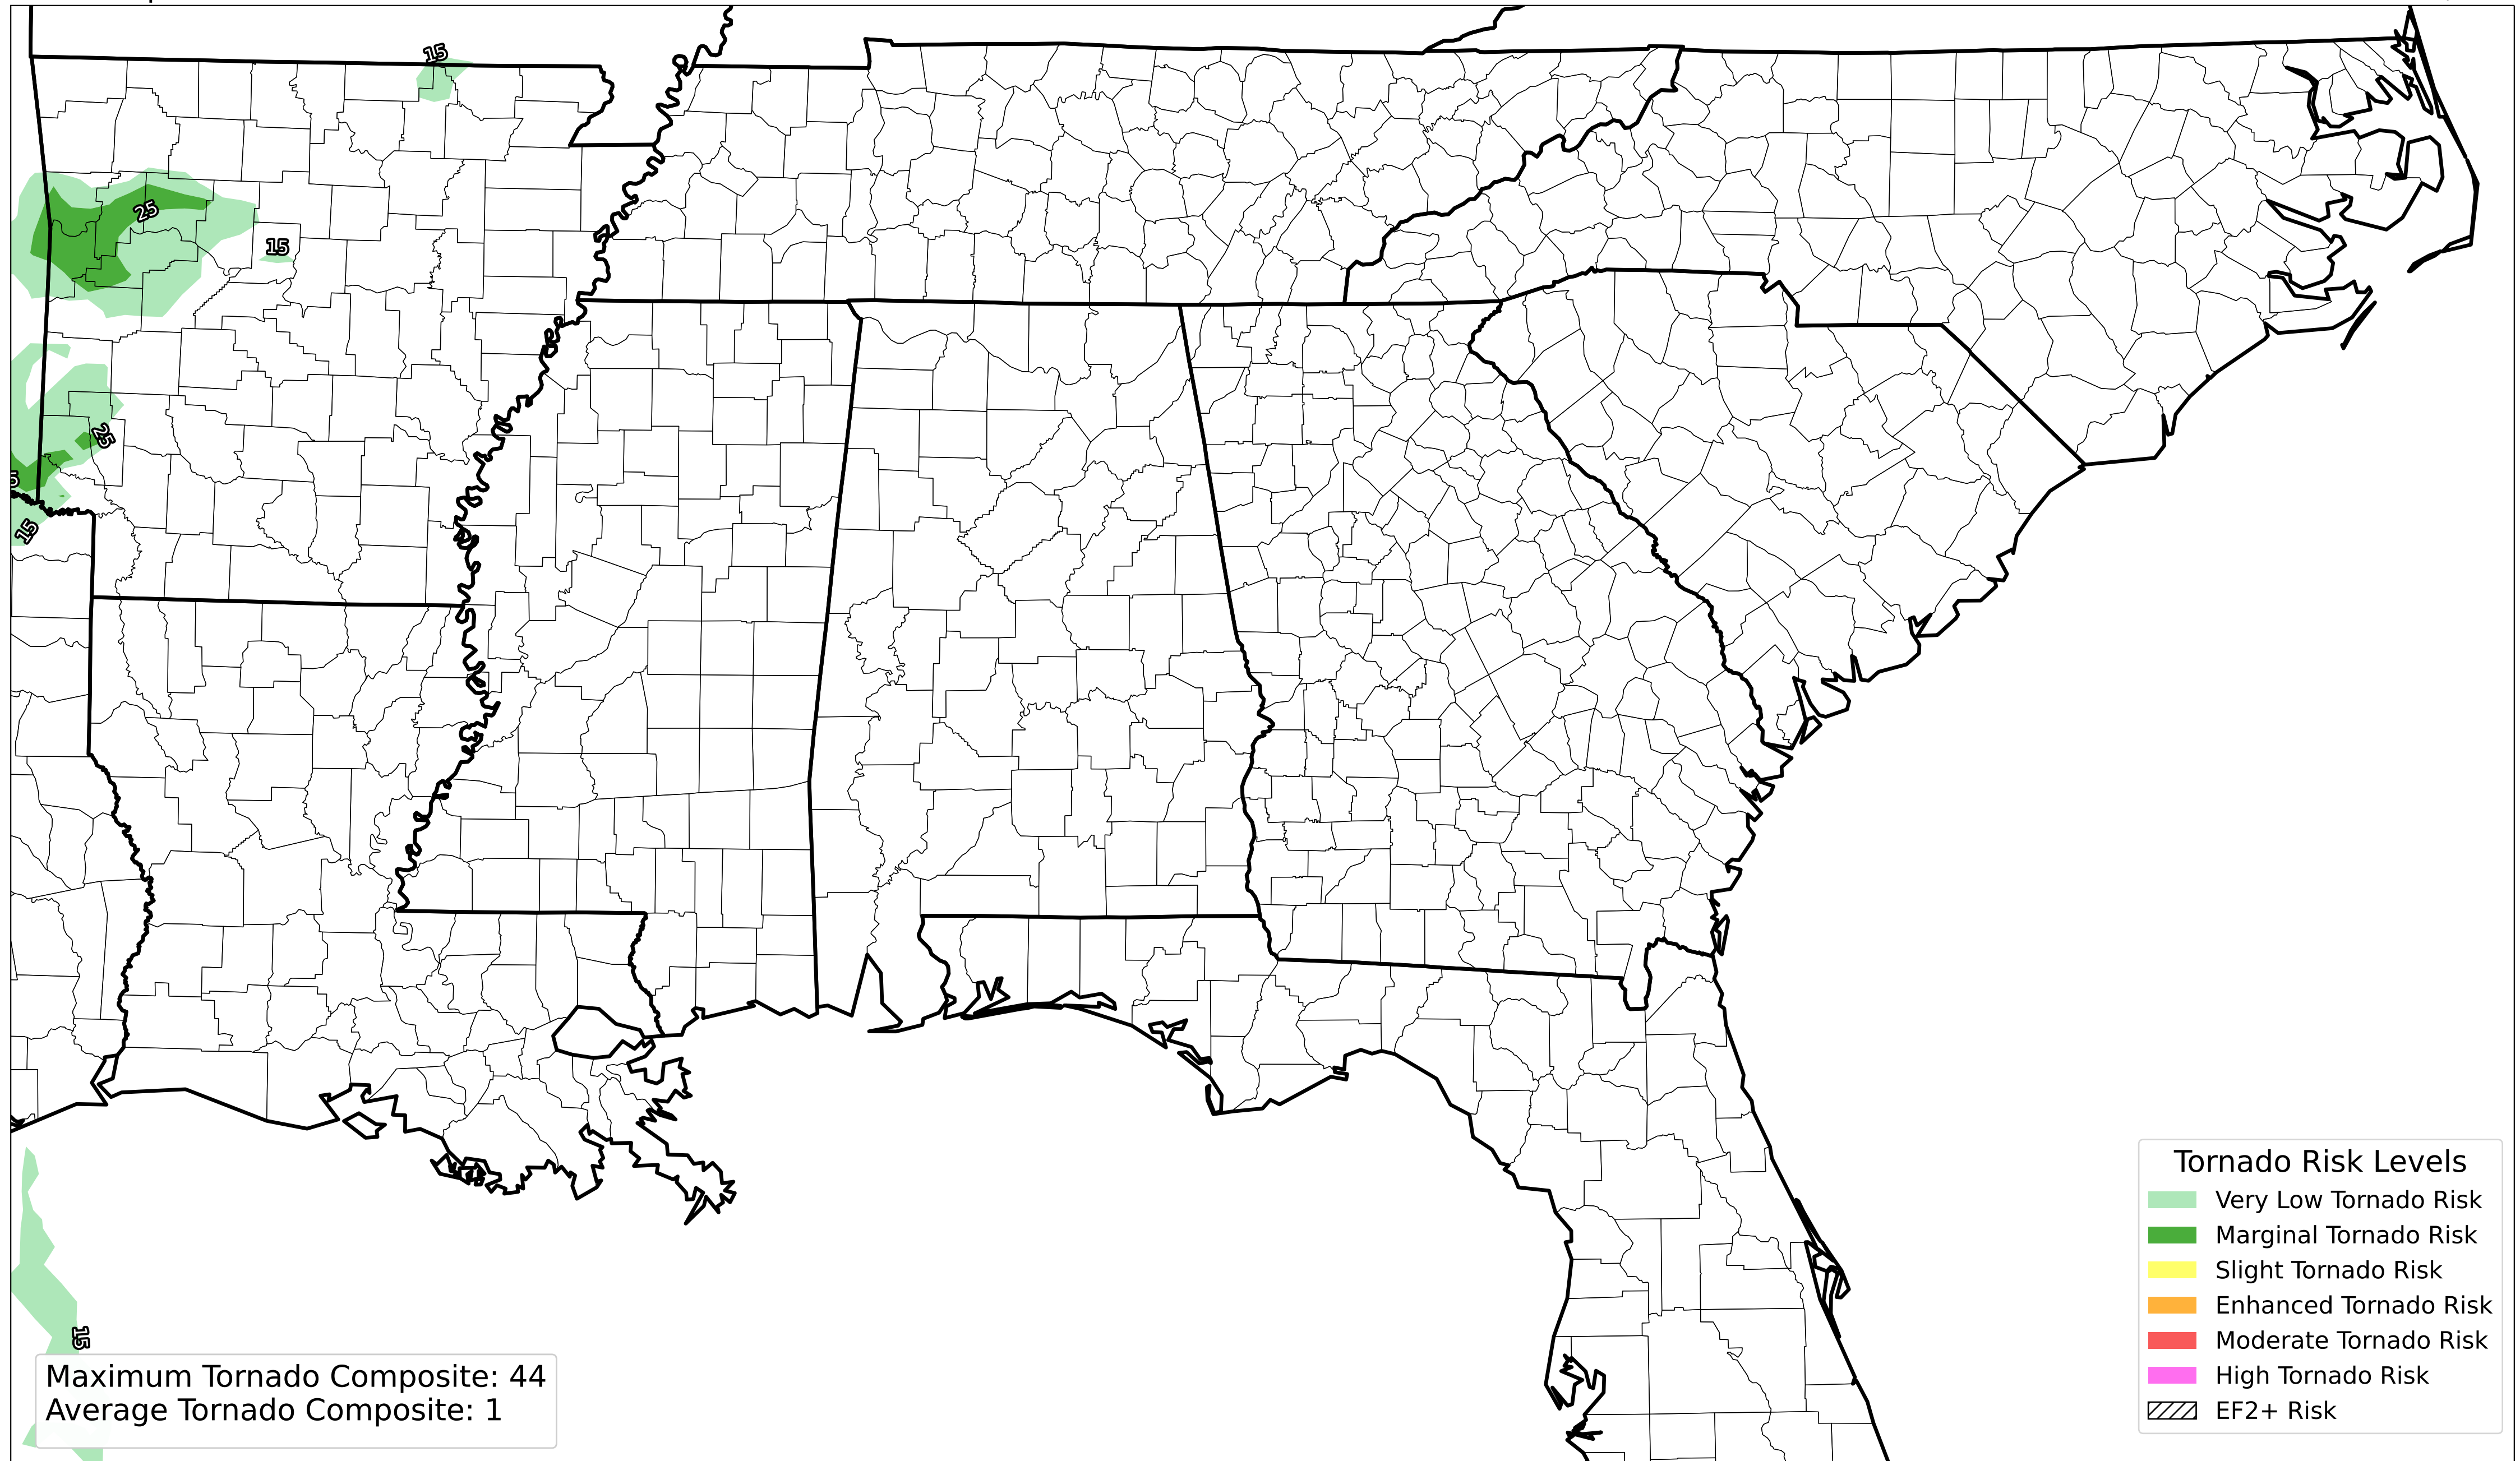 15
25
15
25
5
15
15
Maximum Tornado Composite: 44
Average Tornado Composite: 1
Tornado Risk Levels
Very Low Tornado Risk
Marginal Tornado Risk
Slight Tornado Risk
Enhanced Tornado Risk
Moderate Tornado Risk
High Tornado Risk
EF2+ Risk